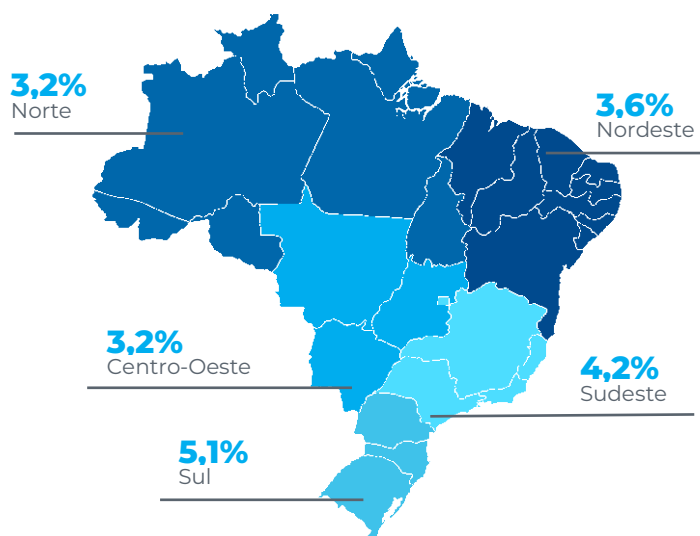 3,2%
Norte
3,6%
Nordeste
3,2%
Centro-Oeste
4,2%
Sudeste
5,1%
Sul